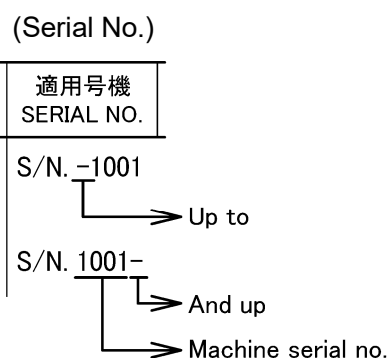 (Serial No.)
適用号機
SERIAL NO.
S/N. -1001
Up to
S/N. 1001-
And up
Machine serial no.